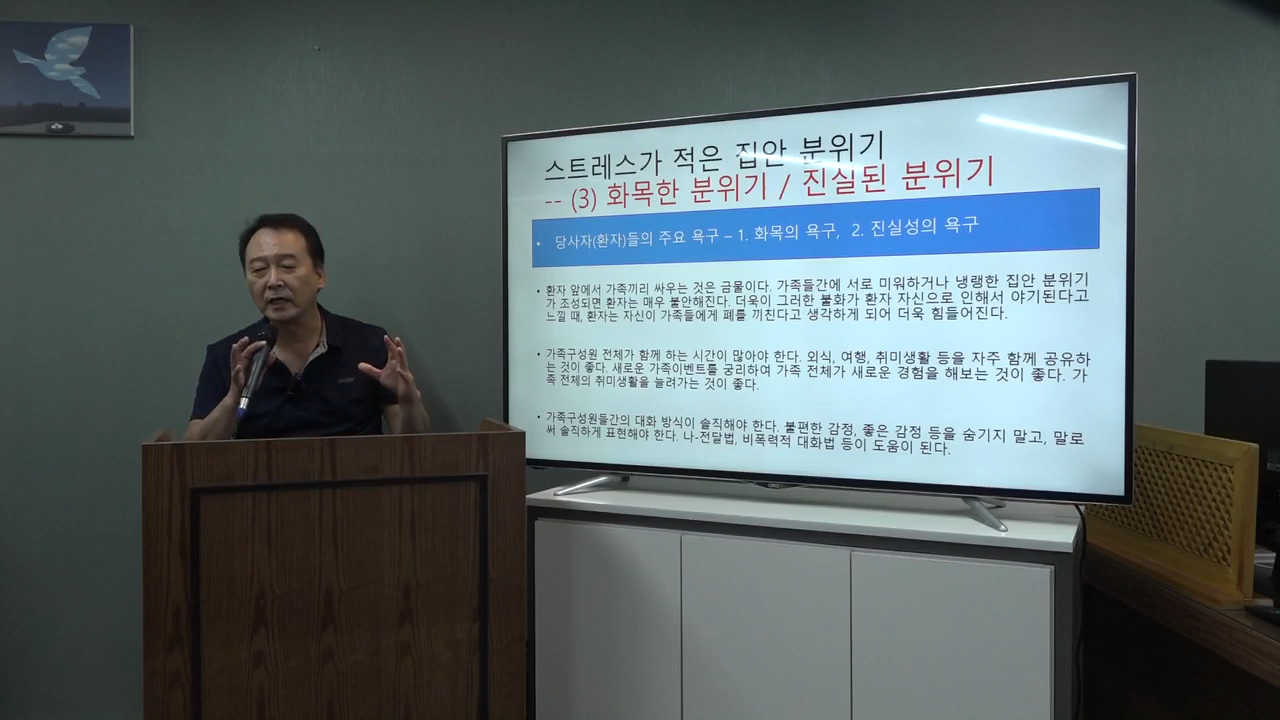 스트레스가 적은 집안 분위기
-- (3) 화목한 분위기 / 진실된 분위기
• 당사자(환자)들의 주요 욕구 – 1. 화목의 욕구, 2. 진실성의 욕구
• 환자 앞에서 가족끼리 싸우는 것은 금물이다. 가족들간에 서로 미워하거나 냉랭한 집안 분위기
가 조성되면 환자는 매우 불안해진다. 더욱이 그러한 불화가 환자 자신으로 인해서 야기된다고
느낄 때, 환자는 자신이 가족들에게 폐를 끼친다고 생각하게 되어 더욱 힘들어진다.
• 가족구성원 전체가 함께 하는 시간이 많아야 한다. 외식, 여행, 취미생활 등을 자주 함께 공유하
는 것이 좋다. 새로운 가족이벤트를 궁리하여 가족 전체가 새로운 경험을 해보는 것이 좋다. 가
족 전체의 취미생활을 늘려가는 것이 좋다.
• 가족구성원들간의 대화 방식이 솔직해야 한다. 불편한 감정, 좋은 감정 등을 숨기지 말고, 말로
써 솔직하게 표현해야 한다. 나-전달법, 비폭력적 대화법 등이 도움이 된다.